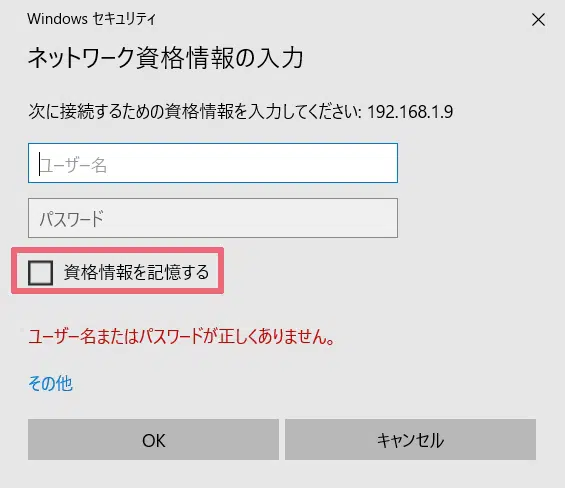 Windows セキュリティ
ネットワーク資格情報の入力
次に接続するための資格情報を入力してください: 192.168.1.9
ユーザー名
パスワード
資格情報を記憶する
ユーザー名またはパスワードが正しくありません。
その他
OK
キャンセル